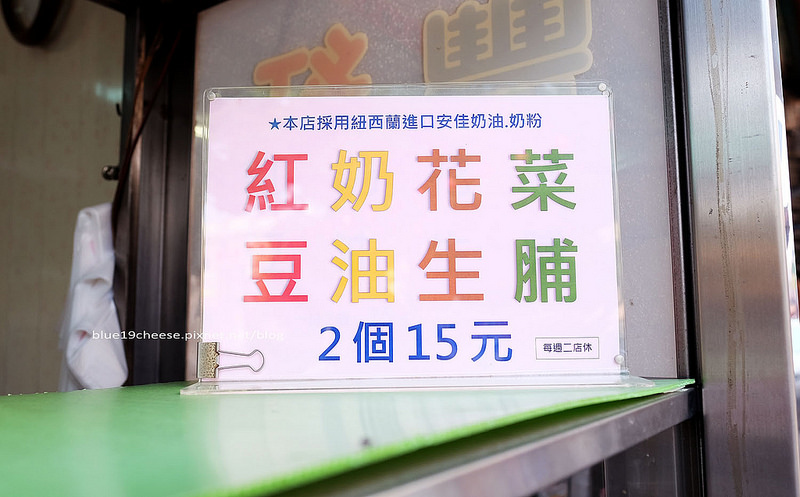 豐
★本店採用紐西蘭進口安佳奶油.奶粉
紅 奶 花 菜
豆 油 生 脯
2個15元
每週二店休
blue19cheese.pixnet.net/blog